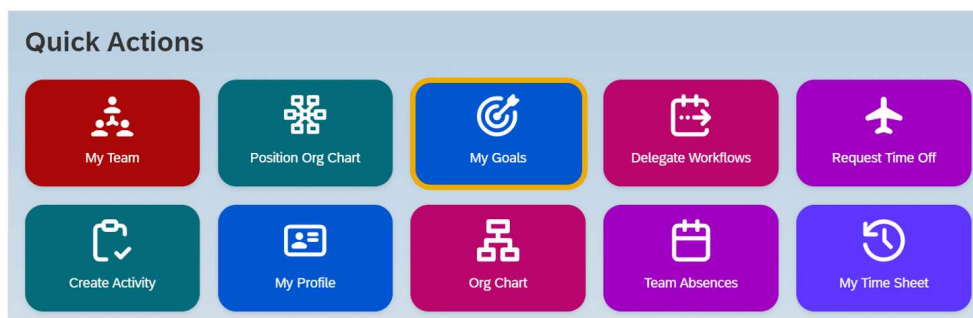 Quick Actions
My Team
Position Org Chart
My Goals
Delegate Workflows
Request Time Off
Create Activity
My Profile
Org Chart
Team Absences
My Time Sheet